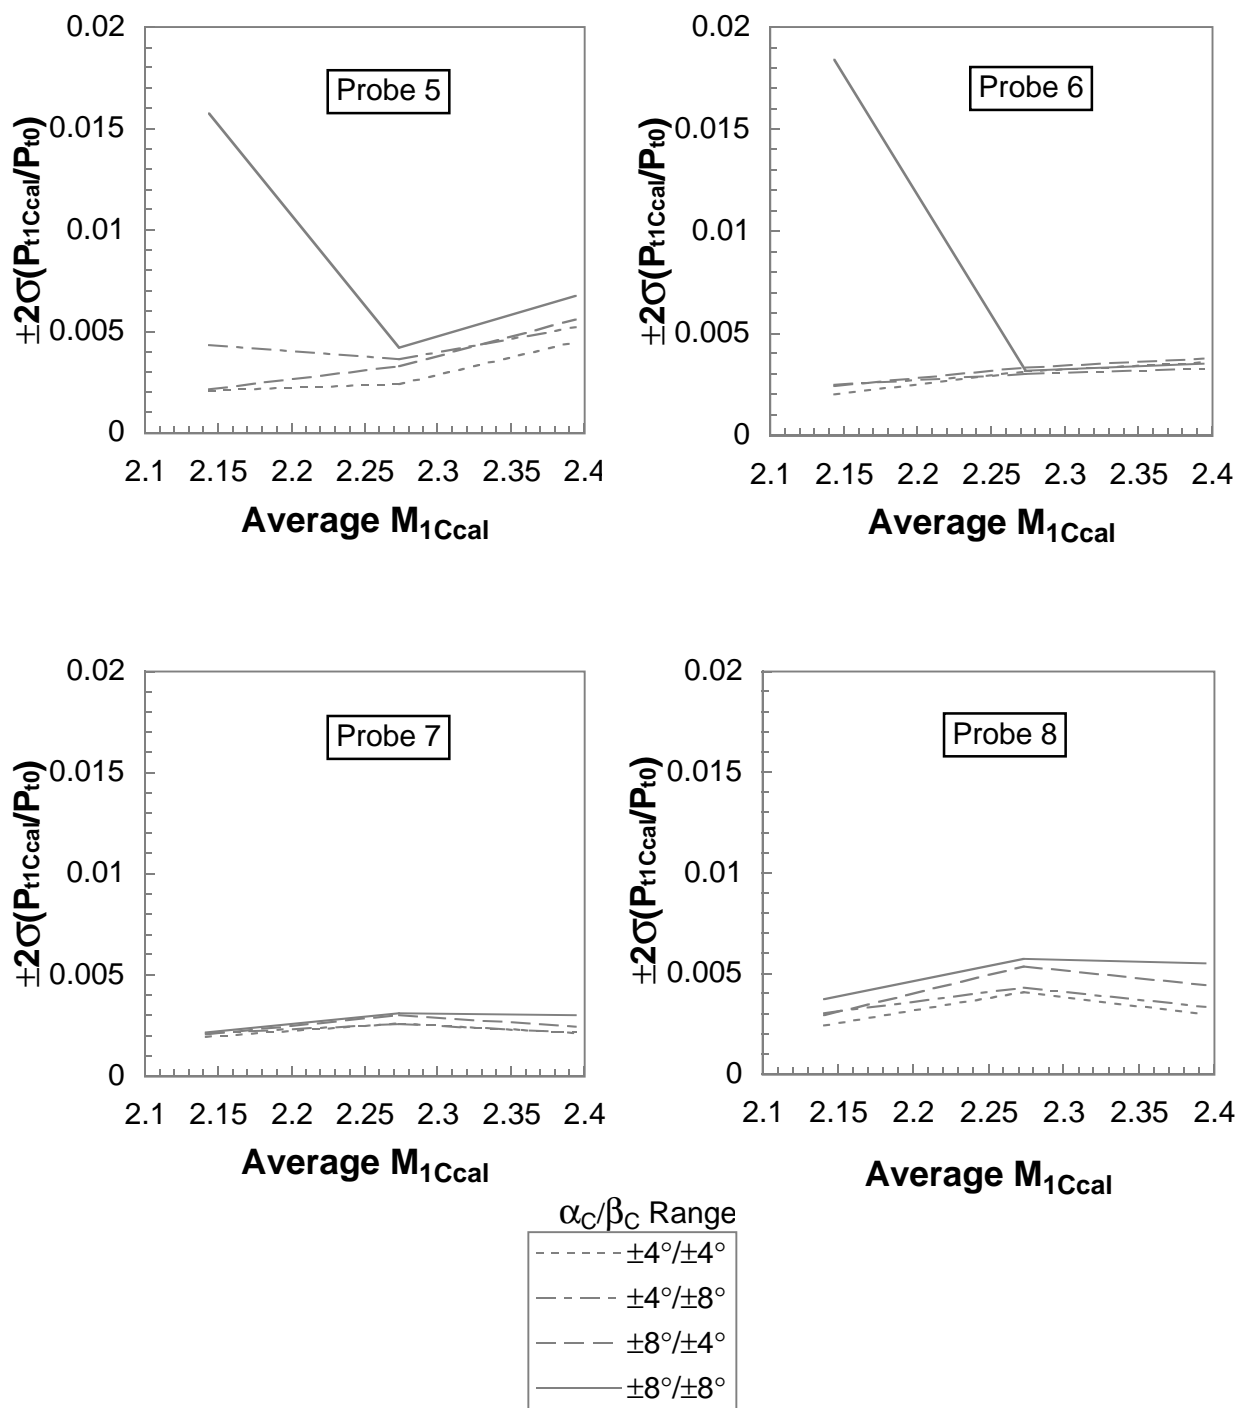 0.02
0.015
0.01
0.005
0
±2σ(Pt1Ccal/Pt0)
Probe 5
2.1 2.15 2.2 2.25 2.3 2.35 2.4
Average M1Ccal
0.02
0.015
0.01
0.005
0
±2σ(Pt1Ccal/Pt0)
Probe 6
2.1 2.15 2.2 2.25 2.3 2.35 2.4
Average M1Ccal
0.02
0.015
0.01
0.005
0
±2σ(Pt1Ccal/Pt0)
Probe 7
2.1 2.15 2.2 2.25 2.3 2.35 2.4
Average M1Ccal
0.02
0.015
0.01
0.005
0
±2σ(Pt1Ccal/Pt0)
Probe 8
2.1 2.15 2.2 2.25 2.3 2.35 2.4
Average M1Ccal
αC/βC Range
±4°/±4°
±4°/±8°
±8°/±4°
±8°/±8°